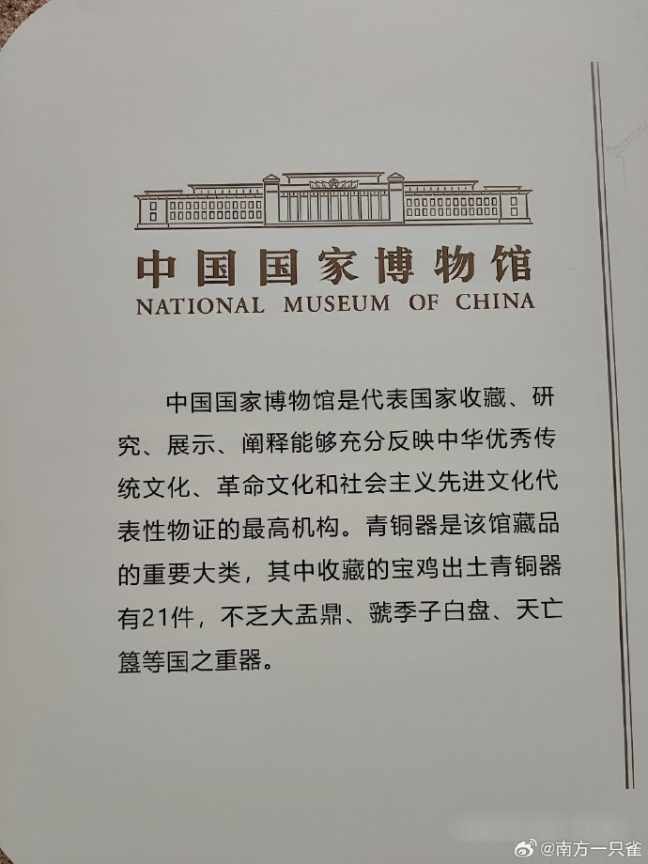 中国国家博物馆
NATIONAL MUSEUM OF CHINA
中国国家博物馆是代表国家收藏、研
究、展示、阐释能够充分反映中华优秀传
统文化、革命文化和社会主义先进文化代
表性物证的最高机构。青铜器是该馆藏品
的重要大类，其中收藏的宝鸡出土青铜器
有21件，不乏大盂鼎、虢季子白盘、天亡
簋等国之重器。
@南方一只雀